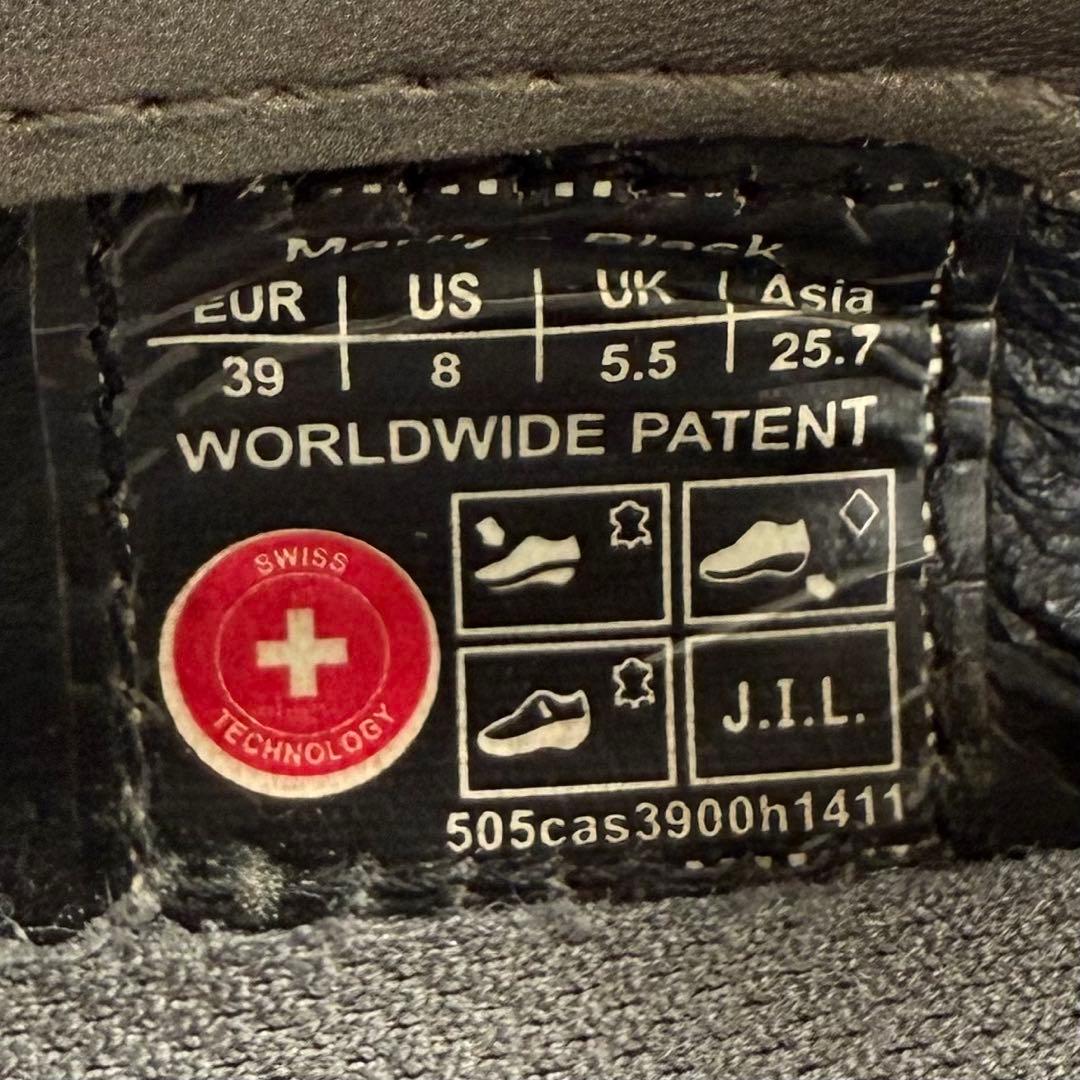 EUR | US | UK | Asia
39 | 8 | 5.5 | 25.7
WORLDWIDE PATENT
SWISS
TECHNOLOGY
J.I.L.
505cas3900h1411